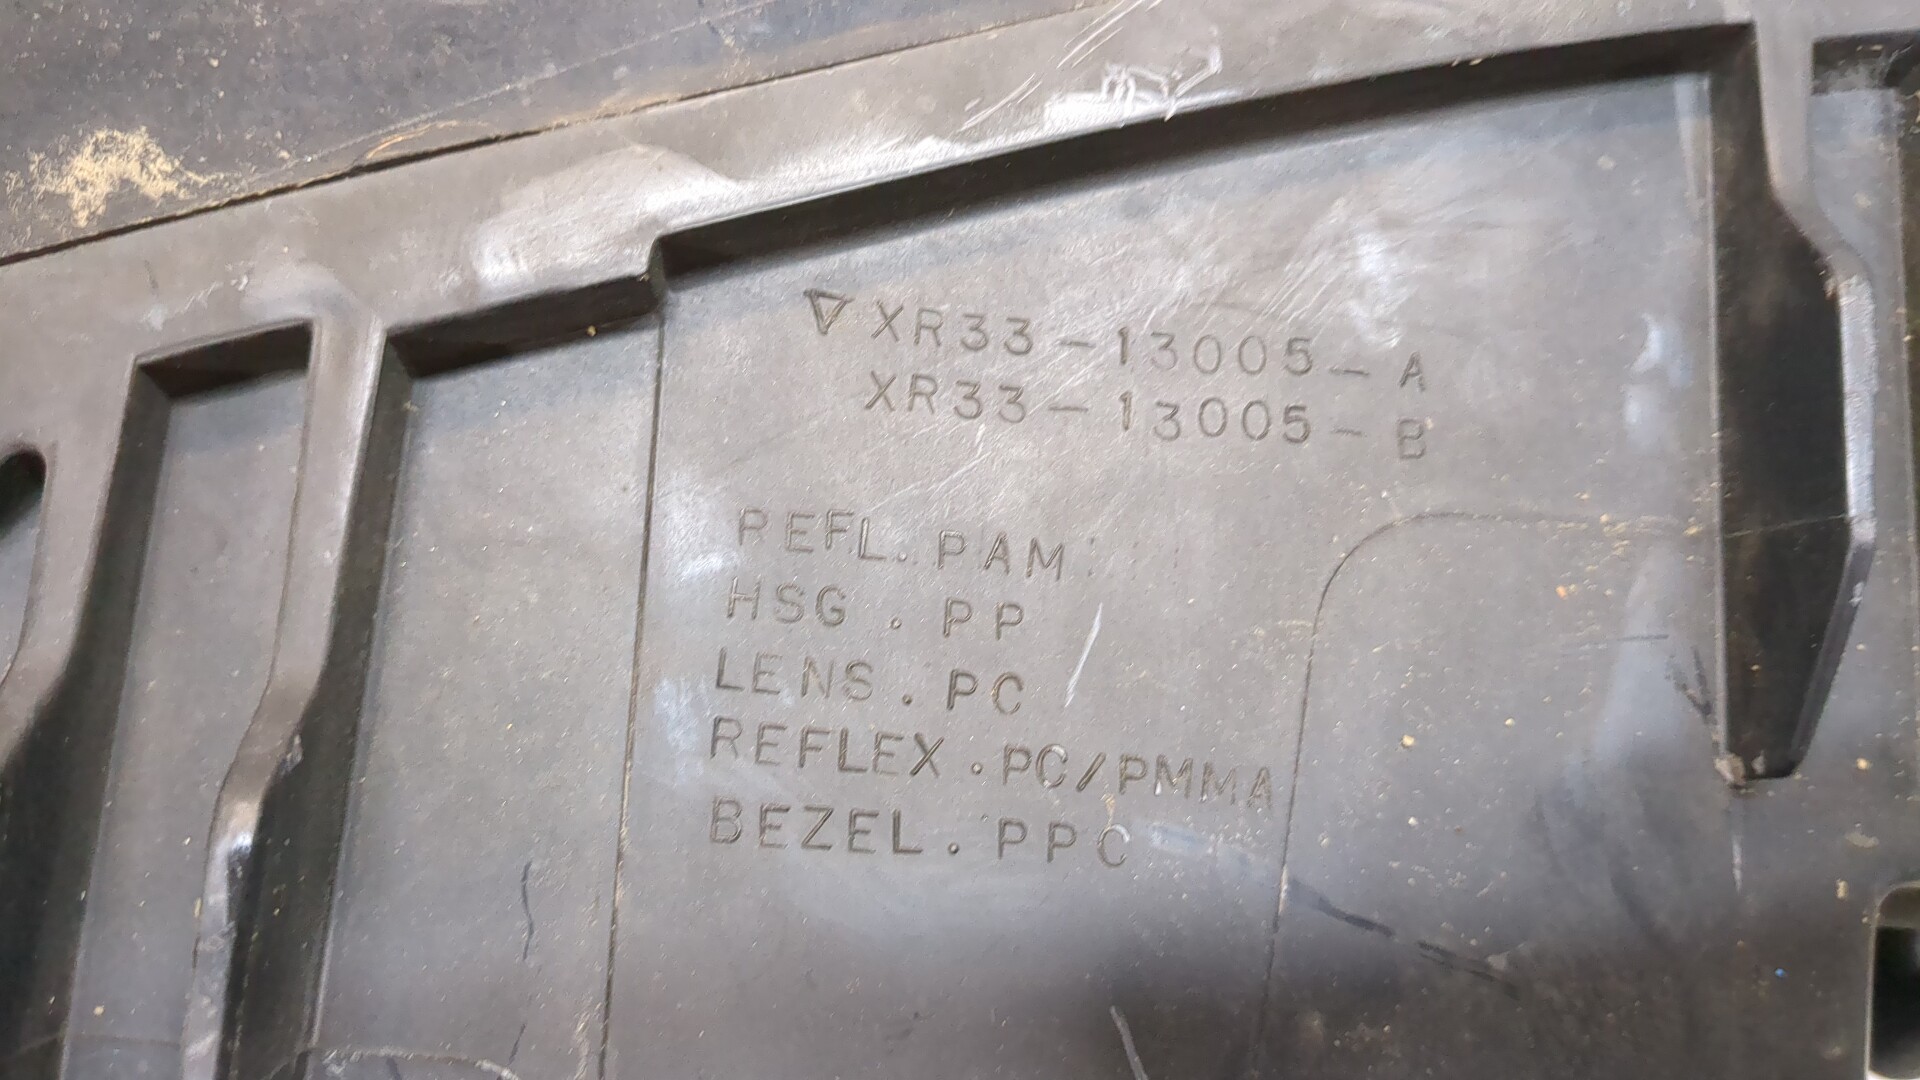 XR33-13005-A
XR33-13005-B
REFL. PAM
HSG . PP
LENS . PC
REFLEX . PC/PMMA
BEZEL . PPC